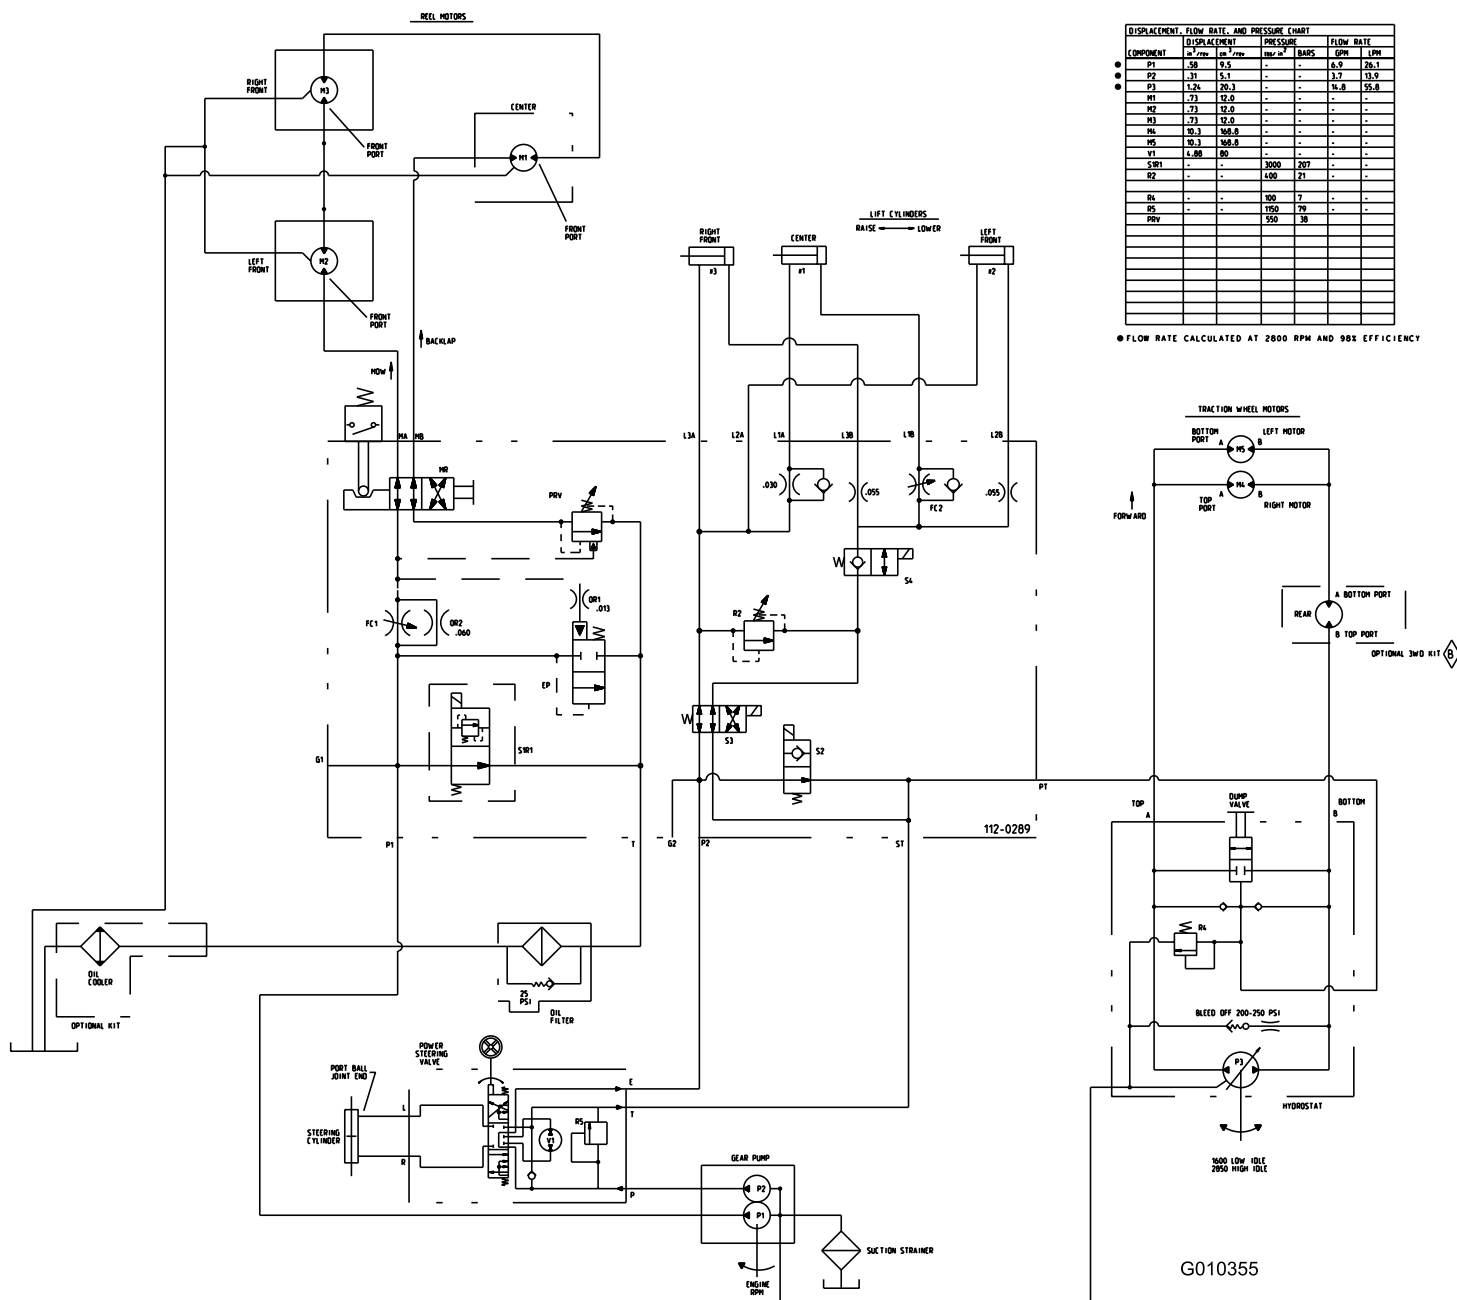 REEL MOTORS
RIGHT
FRONT
M3
FRONT
PORT
CENTER
M1
FRONT
PORT
LEFT
FRONT
M2
FRONT
PORT
BACKLAP
MOW
DISPLACEMENT, FLOW RATE, AND PRESSURE CHART
DISPLACEMENT PRESSURE FLOW RATE
COMPONENT in³/rev cm³/rev lbs/in² BARS GPM LPM
● P1 .58 9.5 - - 6.9 26.1
● P2 .31 5.1 - - 3.7 13.9
● P3 1.24 20.3 - - 14.8 55.8
M1 .73 12.0 - - - -
M2 .73 12.0 - - - -
M3 .73 12.0 - - - -
M4 10.3 168.8 - - - -
M5 10.3 168.8 - - - -
V1 4.88 80 - - - -
S1R1 - - 3000 207 - -
R2 - - 400 21 - -
R4 - - 100 7 - -
R5 - - 1150 79 - -
PRV 550 38
● FLOW RATE CALCULATED AT 2800 RPM AND 98% EFFICIENCY
LIFT CYLINDERS
RAISE LOWER
RIGHT
FRONT
#3
CENTER
#1
LEFT
FRONT
#2
MA MB
L3A L2A L1A L3B L1B L2B
MR
PRV
.030
.055
FC2
.055
S4
FC1
OR2
.060
OR1
.013
EP
R2
S1R1
S3
S2
G1
PT
P1
T
G2
P2
ST
112-0289
TRACTION WHEEL MOTORS
BOTTOM
PORT
A
M5
B
LEFT MOTOR
M4
TOP
PORT
A
B
RIGHT MOTOR
FORWARD
A BOTTOM PORT
REAR
B TOP PORT
OPTIONAL 3WD KIT
B
TOP
A
DUMP
VALVE
BOTTOM
B
R4
BLEED OFF 200-250 PSI
P3
HYDROSTAT
1600 LOW IDLE
2850 HIGH IDLE
OIL
COOLER
OPTIONAL KIT
25
PSI
OIL
FILTER
POWER
STEERING
VALVE
PORT BALL
JOINT END
STEERING
CYLINDER
L
R
E
T
V1
R5
P
GEAR PUMP
P2
P1
SUCTION STRAINER
ENGINE
RPM
G010355